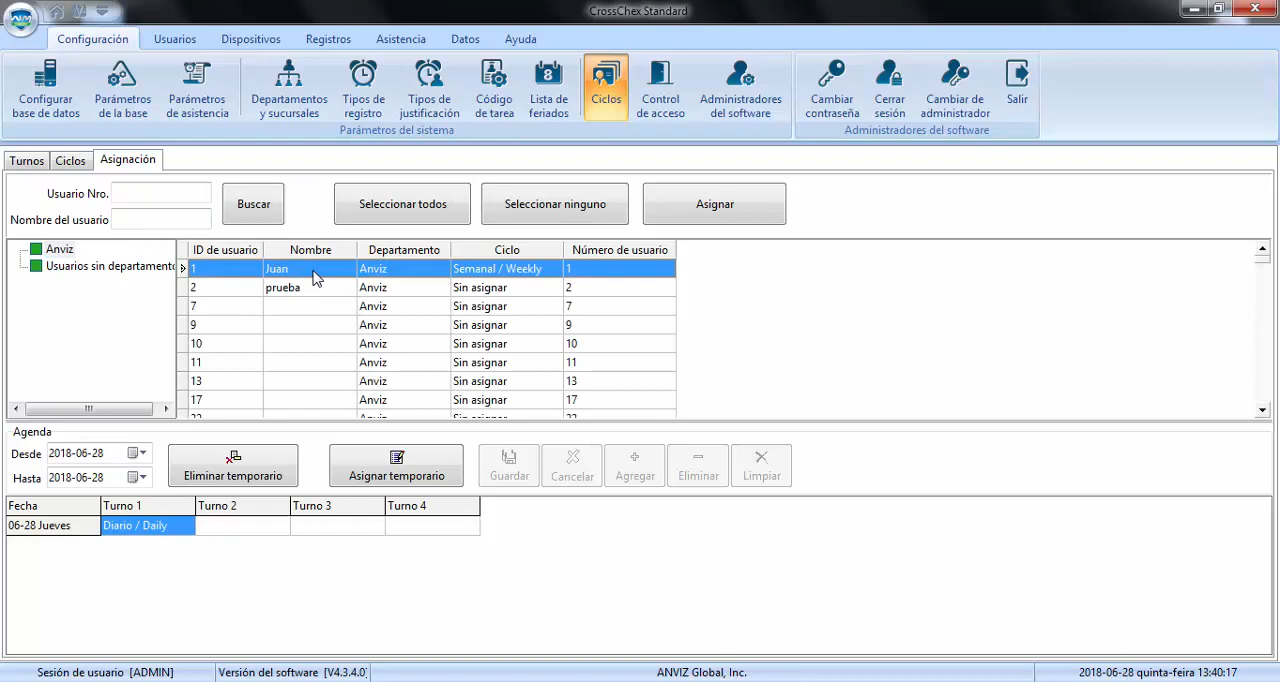 CrossChex Standard
Configuración Usuarios Dispositivos Registros Asistencia Datos Ayuda
Configurar base de datos
Parámetros de la base
Parámetros de asistencia
Departamentos y sucursales
Tipos de registro
Tipos de justificación
Código de tarea
Lista de feriados
Ciclos
Control de acceso
Administradores del software
Cambiar contraseña
Cerrar sesión
Cambiar de administrador
Salir
Parámetros del sistema
Administradores del software
Turnos Ciclos Asignación
Usuario Nro.
Nombre del usuario
Buscar
Seleccionar todos
Seleccionar ninguno
Asignar
Anviz
Usuarios sin departamento
ID de usuario Nombre Departamento Ciclo Número de usuario
1 Juan Anviz Semanal / Weekly 1
2 prueba Anviz Sin asignar 2
7 Anviz Sin asignar 7
9 Anviz Sin asignar 9
10 Anviz Sin asignar 10
11 Anviz Sin asignar 11
13 Anviz Sin asignar 13
17 Anviz Sin asignar 17
Agenda
Desde 2018-06-28
Hasta 2018-06-28
Eliminar temporario
Asignar temporario
Guardar
Cancelar
Agregar
Eliminar
Limpiar
Fecha Turno 1 Turno 2 Turno 3 Turno 4
06-28 Jueves Diario / Daily
Sesión de usuario [ADMIN] Versión del software [V4.3.4.0] ANVIZ Global, Inc. 2018-06-28 quinta-feira 13:40:17